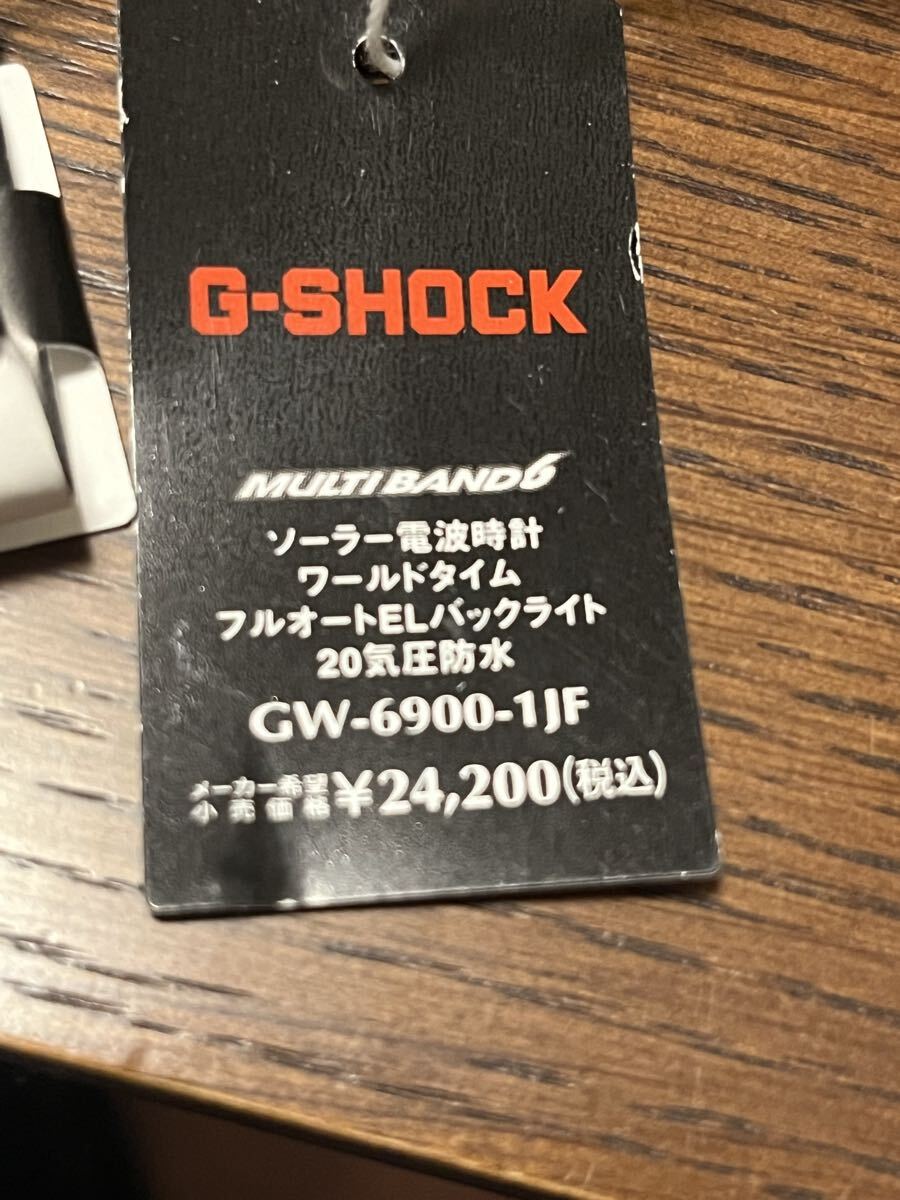 G-SHOCK
MULTIBAND6
ソーラー電波時計
ワールドタイム
フルオートELバックライト
20気圧防水
GW-6900-1JF
メーカー希望小売価格 ¥24,200(税込)